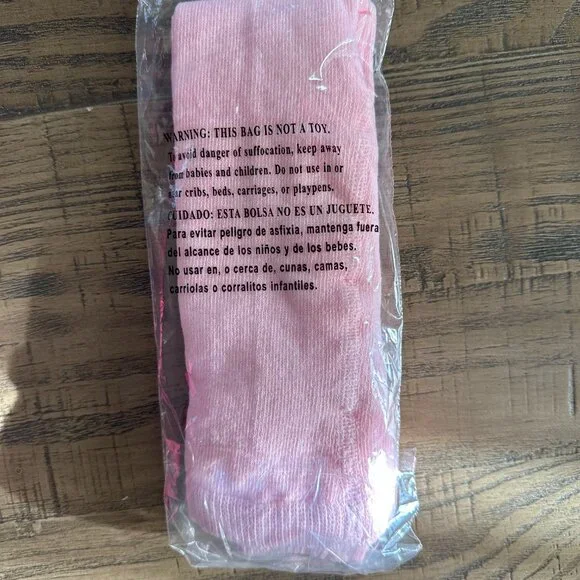 WARNING: THIS BAG IS NOT A TOY.
To avoid danger of suffocation, keep away
from babies and children. Do not use in or
near cribs, beds, carriages, or playpens.
CUIDADO: ESTA BOLSA NO ES UN JUGUETE.
Para evitar peligro de asfixia, mantenga fuera
del alcance de los niños y de los bebes.
No usar en, o cerca de, cunas, camas,
carriolas o corralitos infantiles.